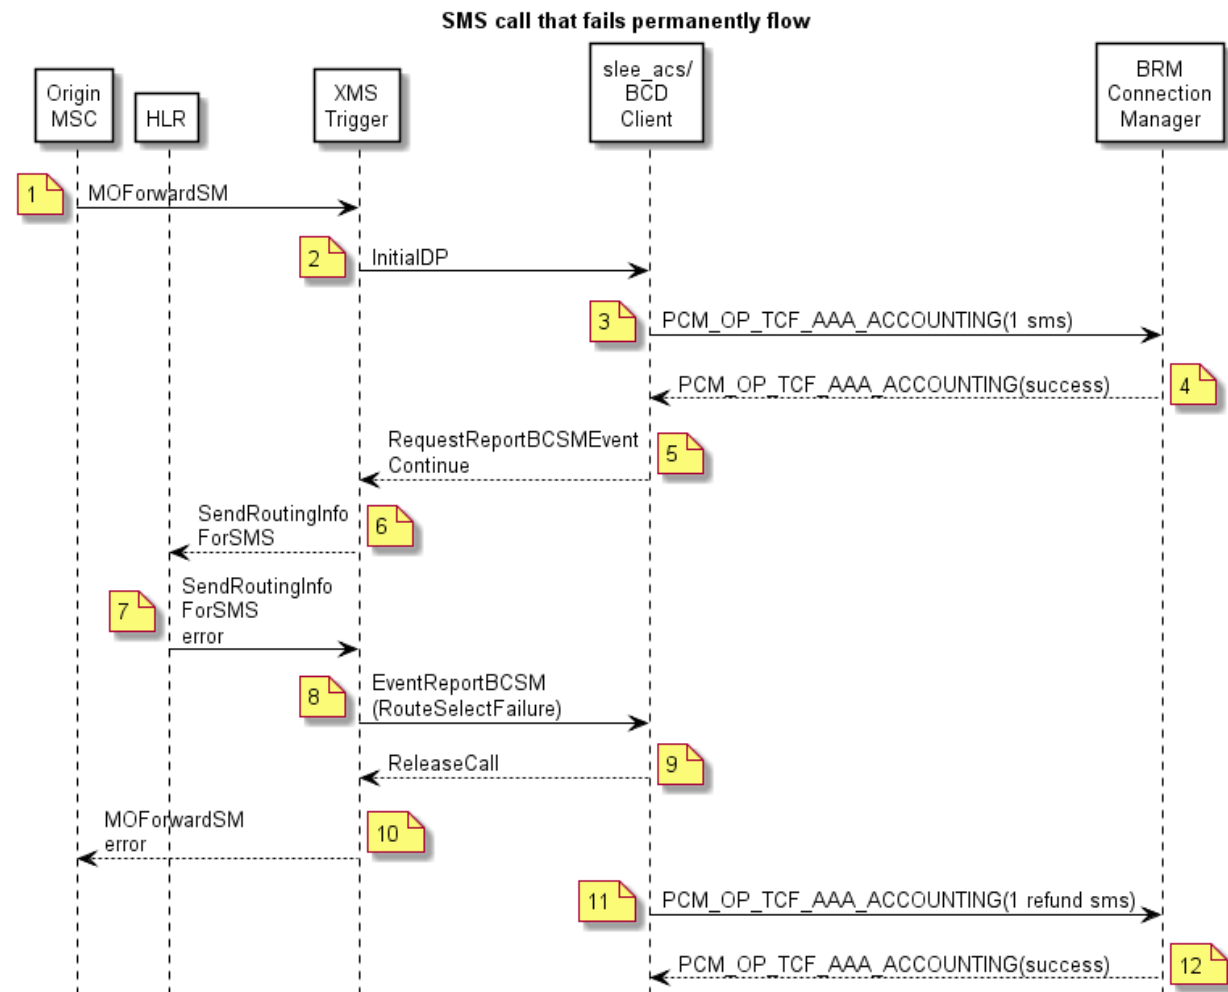 SMS call that fails permanently flow
Origin
MSC
HLR
XMS
Trigger
slee_acs/
BCD
Client
BRM
Connection
Manager
1
MOForwardSM
2
InitialDP
3
PCM_OP_TCF_AAA_ACCOUNTING(1 sms)
PCM_OP_TCF_AAA_ACCOUNTING(success)
4
RequestReportBCSMEvent
Continue
5
SendRoutingInfo
ForSMS
6
7
SendRoutingInfo
ForSMS
error
8
EventReportBCSM
(RouteSelectFailure)
ReleaseCall
9
MOForwardSM
error
10
11
PCM_OP_TCF_AAA_ACCOUNTING(1 refund sms)
PCM_OP_TCF_AAA_ACCOUNTING(success)
12